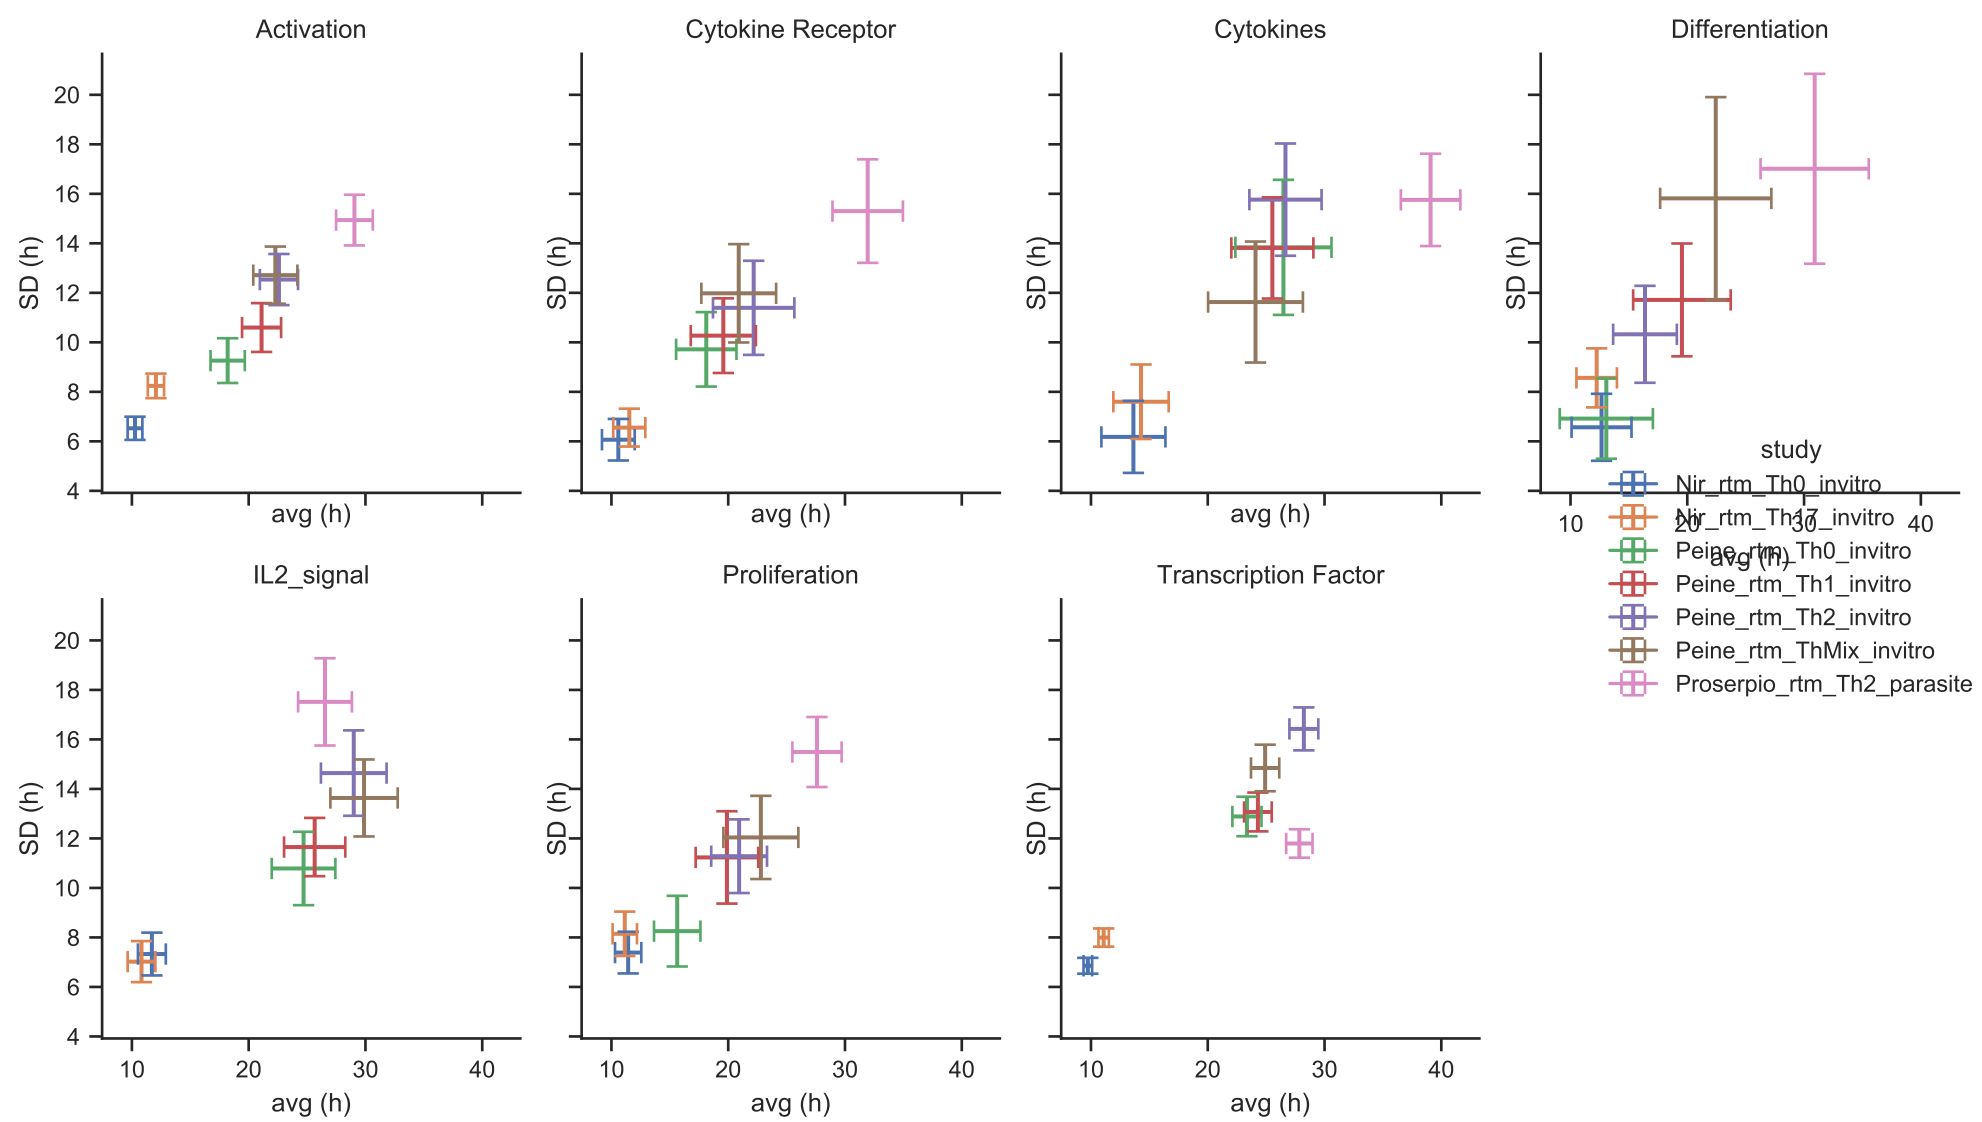 Activation
Cytokine Receptor
Cytokines
Differentiation
20
18
16
14
12
10
8
6
4
SD (h)
SD (h)
SD (h)
SD (h)
avg (h)
avg (h)
avg (h)
10
20
30
40
avg (h)
study
Nir_rtm_Th0_invitro
Nir_rtm_Th17_invitro
Peine_rtm_Th0_invitro
Peine_rtm_Th1_invitro
Peine_rtm_Th2_invitro
Peine_rtm_ThMix_invitro
Proserpio_rtm_Th2_parasite
IL2_signal
Proliferation
Transcription Factor
20
18
16
14
12
10
8
6
4
SD (h)
SD (h)
SD (h)
10 20 30 40
10 20 30 40
10 20 30 40
avg (h)
avg (h)
avg (h)